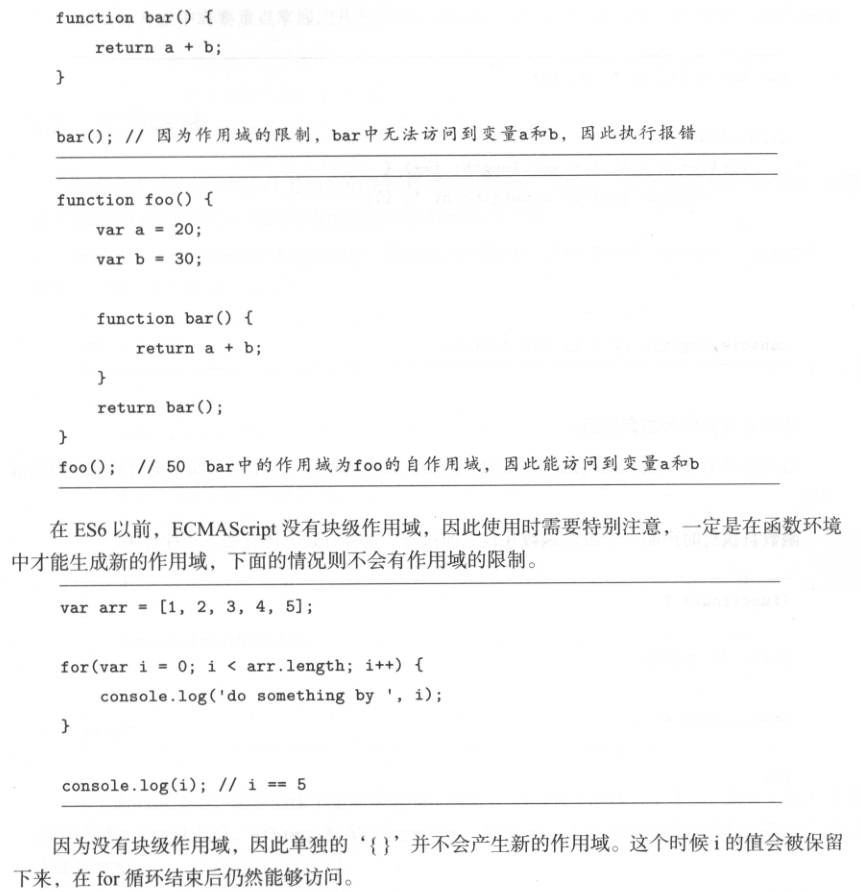 function bar() {
    return a + b;
}
bar(); // 因为作用域的限制，bar中无法访问到变量a和b，因此执行报错
function foo() {
    var a = 20;
    var b = 30;
    function bar() {
        return a + b;
    }
    return bar();
}
foo();  // 50  bar中的作用域为foo的自作用域，因此能访问到变量a和b
在 ES6 以前，ECMAScript 没有块级作用域，因此使用时需要特别注意，一定是在函数环境
中才能生成新的作用域，下面的情况则不会有作用域的限制。
var arr = [1, 2, 3, 4, 5];
for(var i = 0; i < arr.length; i++) {
    console.log('do something by ', i);
}
console.log(i); // i == 5
因为没有块级作用域，因此单独的‘{ }’并不会产生新的作用域。这个时候 i 的值会被保留
下来，在 for 循环结束后仍然能够访问。